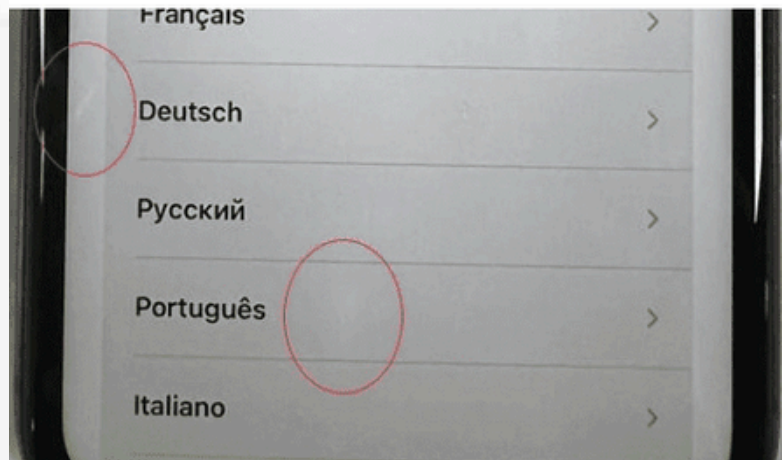 Français
Deutsch
Русский
Português
Italiano